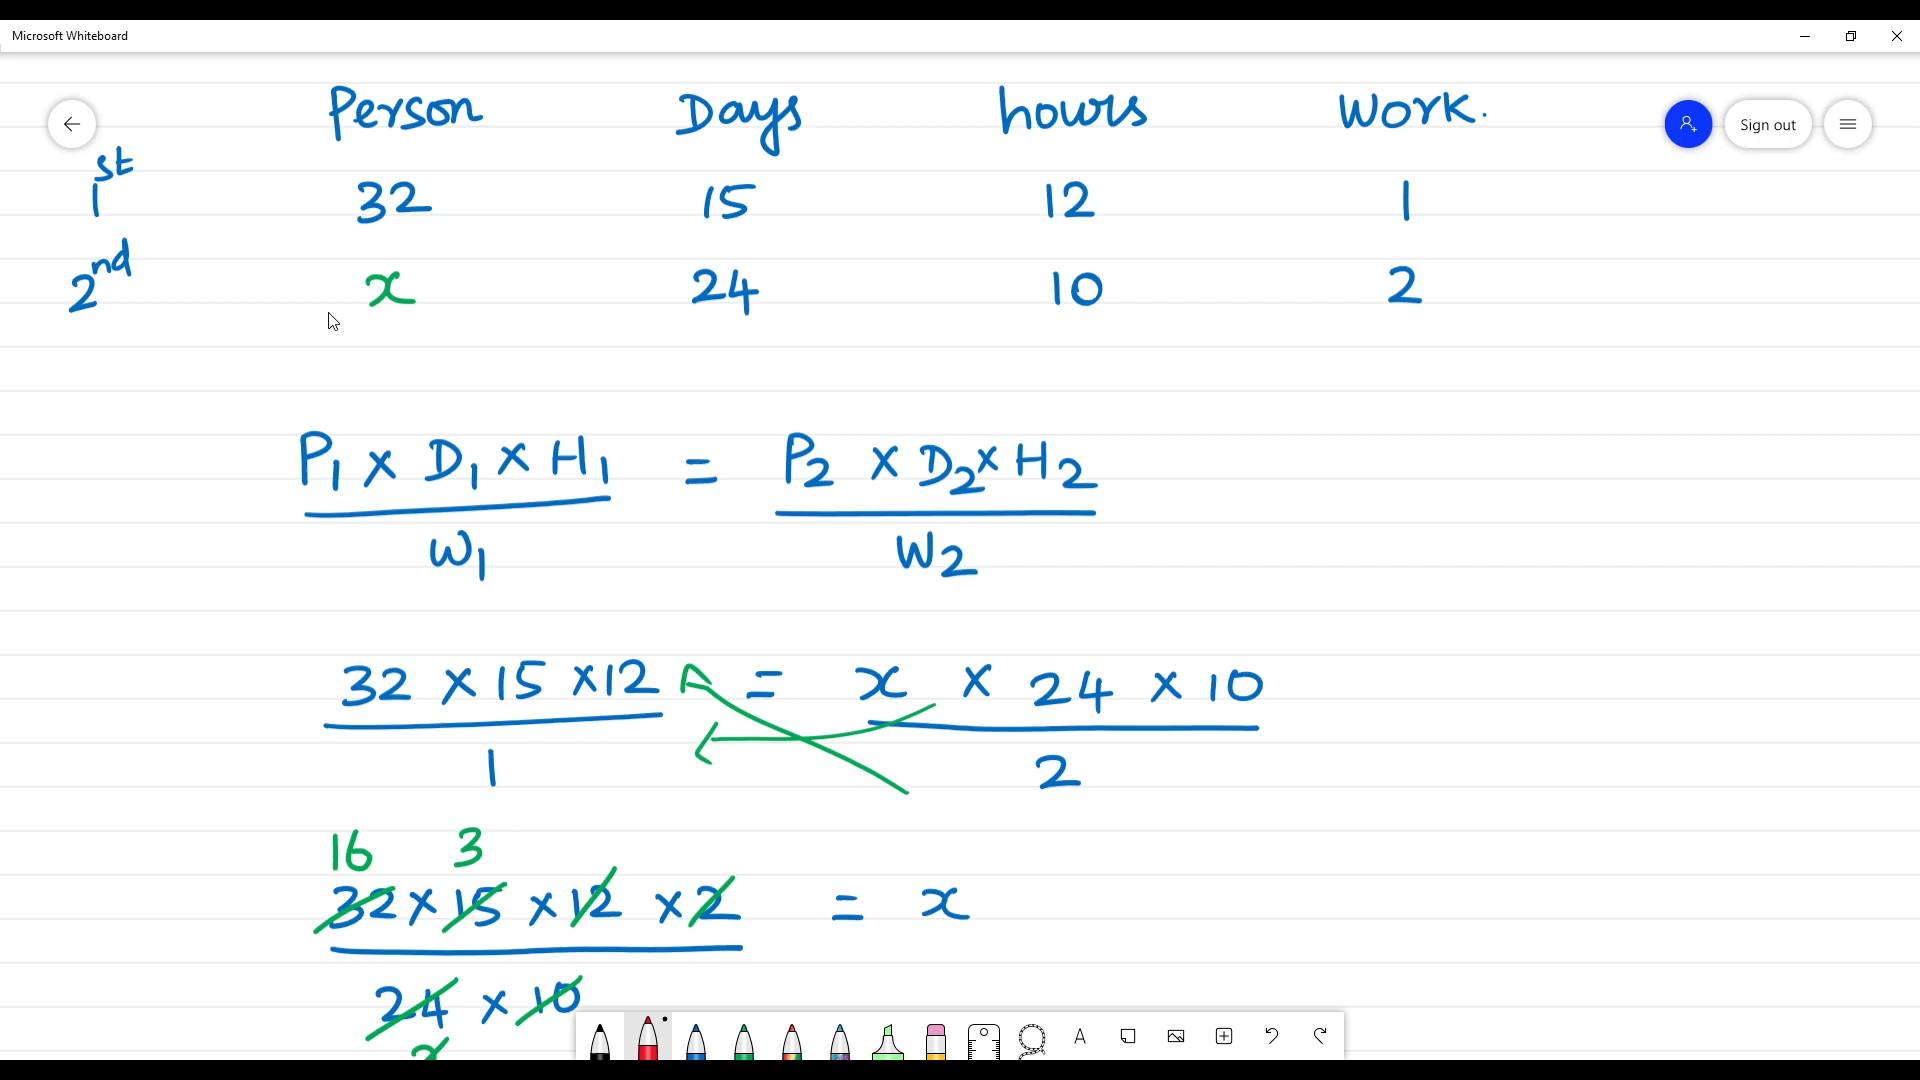 Microsoft Whiteboard
Person Days hours Work.
Sign out
1st 32 15 12 1
2nd x 24 10 2
P1 x D1 x H1 = P2 x D2 x H2
W1 W2
32 x 15 x 12 = x x 24 x 10
1 2
16 3
32 x 15 x 12 x 2 = x
24 x 10
A